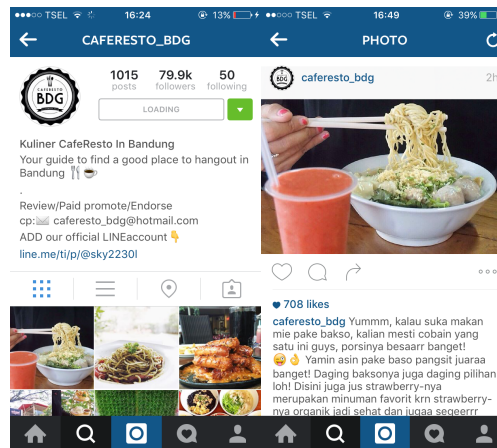 TSEL 16:24 13%
CAFERESTO_BDG
CAFERESTO
BDG
1015 79.9k 50
posts followers following
LOADING
Kuliner CafeResto In Bandung
Your guide to find a good place to hangout in
Bandung 🍴☕
.
Review/Paid promote/Endorse
cp:✉ caferesto_bdg@hotmail.com
ADD our official LINEaccount👇
line.me/ti/p/@sky2230l
TSEL 16:49 39%
PHOTO
BDG
caferesto_bdg 2h
708 likes
caferesto_bdg Yummm, kalau suka makan
mie pake bakso, kalian mesti cobain yang
satu ini guys, porsinya besaarr banget!
😜👌 Yamin asin pake baso pangsit juaraa
banget! Daging baksonya juga daging pilihan
loh! Disini juga jus strawberry-nya
merupakan minuman favorit krn strawberry-
nya organik jadi sehat dan jugaa segeerrr